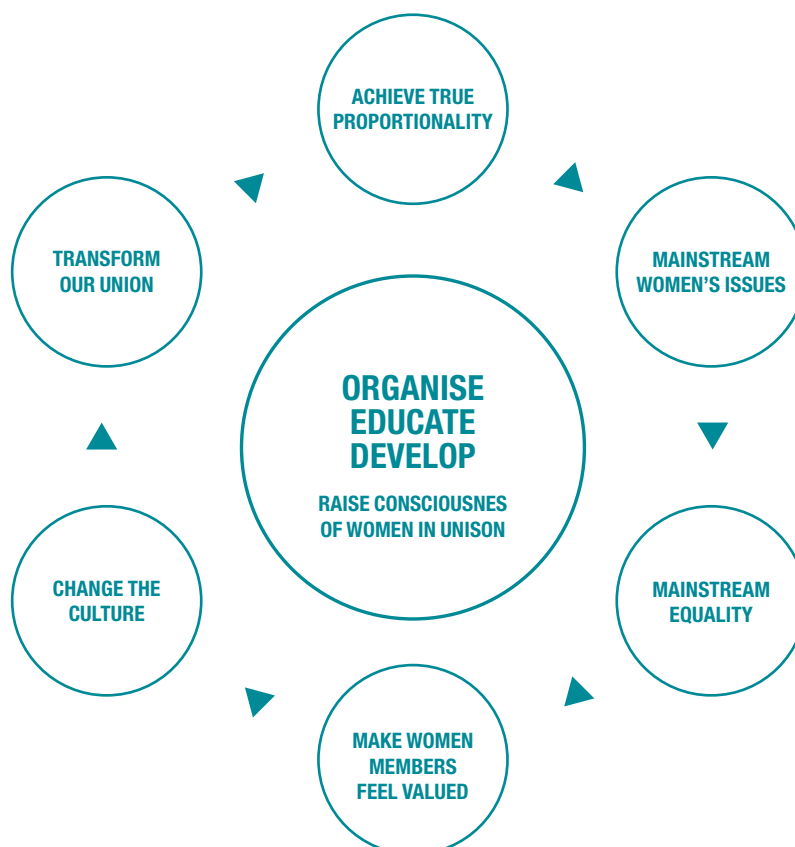 ACHIEVE TRUE
PROPORTIONALITY
MAINSTREAM
WOMEN'S ISSUES
MAINSTREAM
EQUALITY
MAKE WOMEN
MEMBERS
FEEL VALUED
CHANGE THE
CULTURE
TRANSFORM
OUR UNION
ORGANISE
EDUCATE
DEVELOP
RAISE CONSCIOUSNES
OF WOMEN IN UNISON